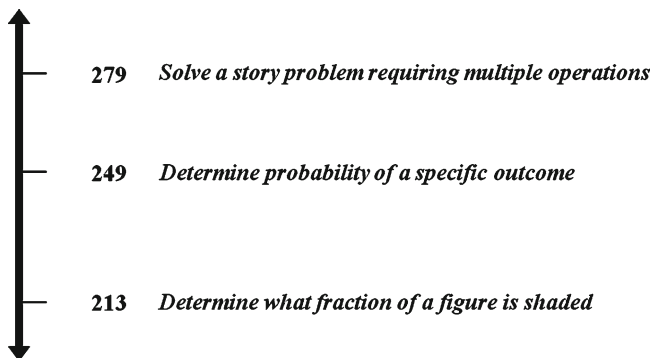 279 Solve a story problem requiring multiple operations
249 Determine probability of a specific outcome
213 Determine what fraction of a figure is shaded